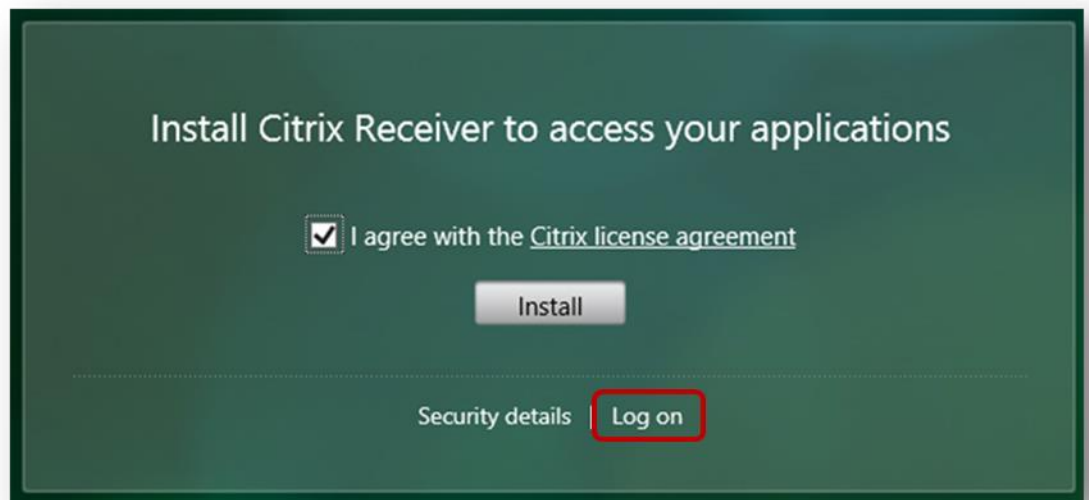 Install Citrix Receiver to access your applications
I agree with the Citrix license agreement
Install
Security details | Log on